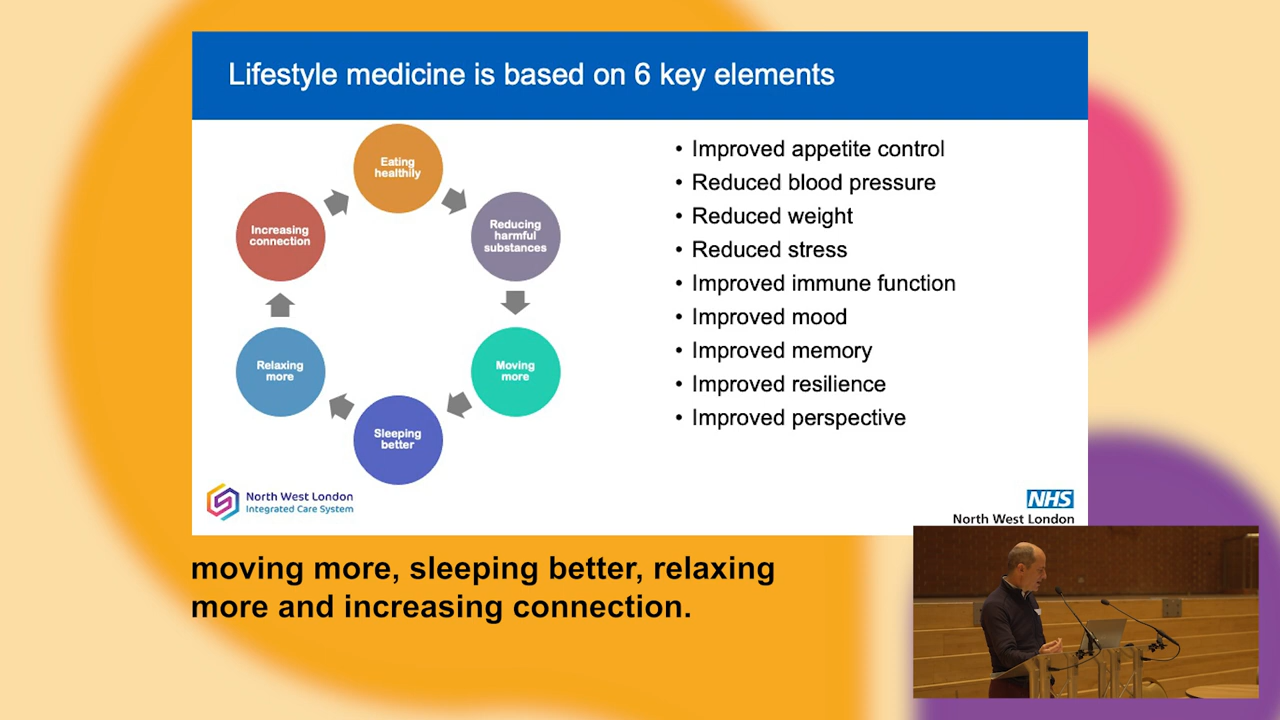 Lifestyle medicine is based on 6 key elements
Eating
healthily
Reducing
harmful
substances
Moving
more
Sleeping
better
Relaxing
more
Increasing
connection
• Improved appetite control
• Reduced blood pressure
• Reduced weight
• Reduced stress
• Improved immune function
• Improved mood
• Improved memory
• Improved resilience
• Improved perspective
North West London
Integrated Care System
NHS
North West London
moving more, sleeping better, relaxing
more and increasing connection.